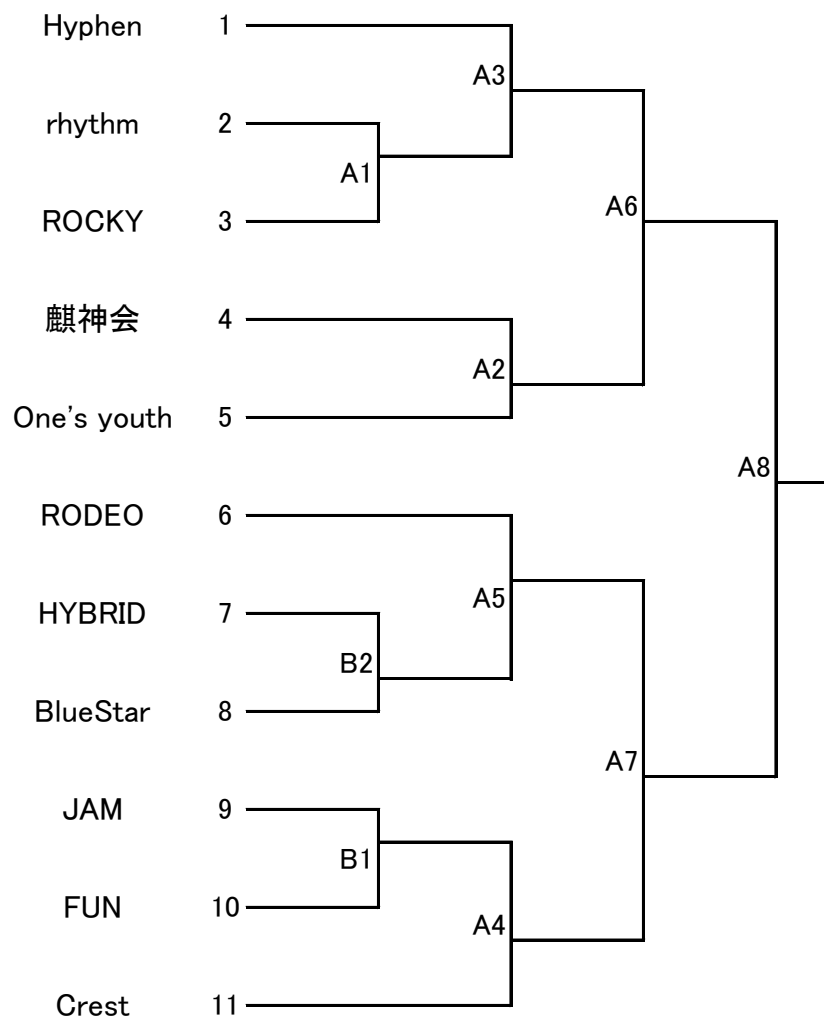 Hyphen 1
A3
rhythm 2
A1
ROCKY 3
A6
麒神会 4
A2
One's youth 5
A8
RODEO 6
A5
HYBRID 7
B2
BlueStar 8
A7
JAM 9
B1
FUN 10
A4
Crest 11